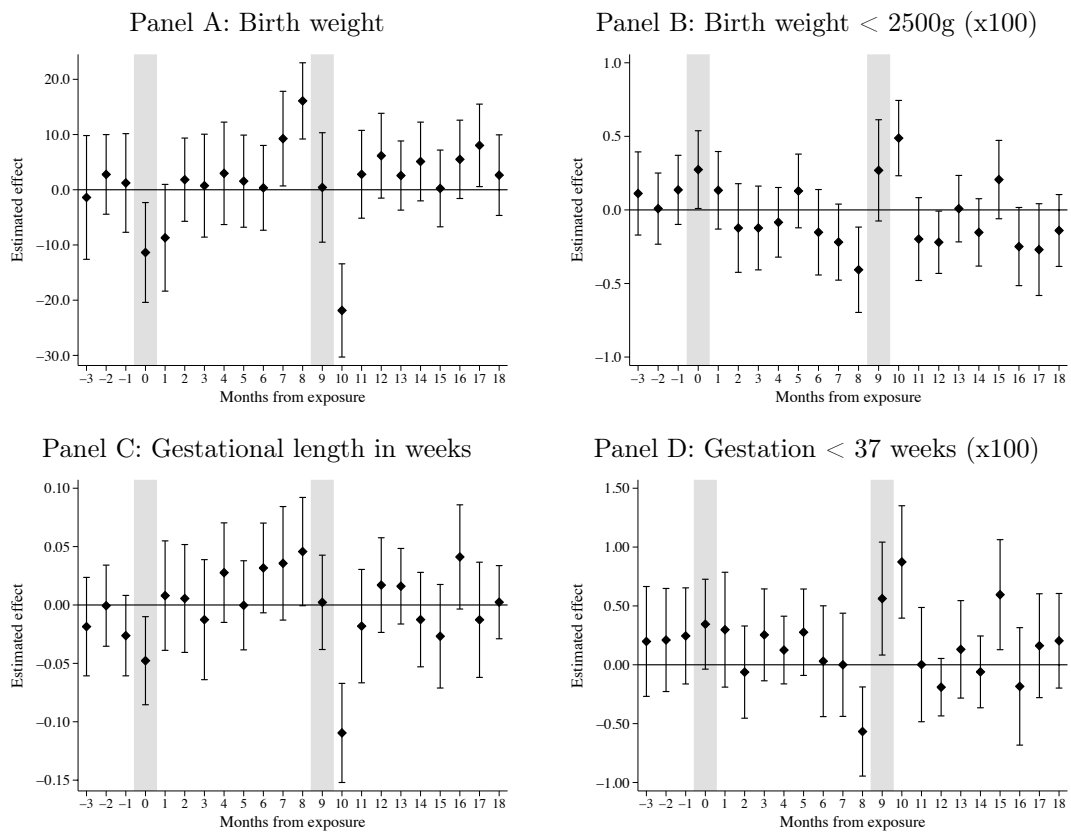 Panel A: Birth weight
Estimated effect
20.0
10.0
0.0
−10.0
−20.0
−30.0
−3 −2 −1 0 1 2 3 4 5 6 7 8 9 10 11 12 13 14 15 16 17 18
Months from exposure
Panel B: Birth weight < 2500g (x100)
Estimated effect
1.0
0.5
0.0
−0.5
−1.0
−3 −2 −1 0 1 2 3 4 5 6 7 8 9 10 11 12 13 14 15 16 17 18
Months from exposure
Panel C: Gestational length in weeks
Estimated effect
0.10
0.05
0.00
−0.05
−0.10
−0.15
−3 −2 −1 0 1 2 3 4 5 6 7 8 9 10 11 12 13 14 15 16 17 18
Months from exposure
Panel D: Gestation < 37 weeks (x100)
Estimated effect
1.50
1.00
0.50
0.00
−0.50
−1.00
−3 −2 −1 0 1 2 3 4 5 6 7 8 9 10 11 12 13 14 15 16 17 18
Months from exposure